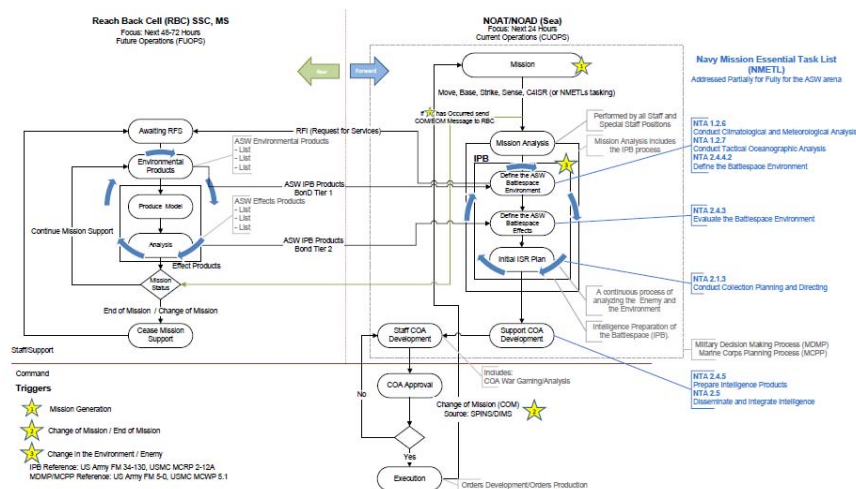 Reach Back Cell (RBC) SSC, MS
Focus: Next 48-72 Hours
Future Operations (FUOPS)
NOAT/NOAD (Sea)
Focus: Next 24 Hours
Current Operations (CUOPS)
Rear
Forward
Navy Mission Essential Task List
(NMETL)
Addressed Partially for Fully for the ASW arena
Mission
1
Move, Base, Strike, Sense, C4ISR (or NMETLs tasking)
If has Occurred send
COM/EOM Message to RBC
Awaiting RFS
RFI (Request for Services)
Mission Analysis
Performed by all Staff and
Special Staff Positions
Mission Analysis includes
the IPB process
NTA 1.2.6
Conduct Climatological and Meteorological Analysis
NTA 1.2.7
Conduct Tactical Oceanographic Analysis
NTA 2.4.4.2
Define the Battlespace Environment
ASW Environmental Products
- List
- List
- List
Environmental
Products
IPB
3
Define the ASW
Battlespace
Environment
ASW IPB Products
BonD Tier 1
Produce Model
ASW Effects Products
- List
- List
- List
Define the ASW
Battlespace
Effects
NTA 2.4.3
Evaluate the Battlespace Environment
Continue Mission Support
Analysis
ASW IPB Products
Bond Tier 2
Initial ISR Plan
Effect Products
NTA 2.1.3
Conduct Collection Planning and Directing
Mission
Status
A continuous process of
analyzing the Enemy and
the Environment
End of Mission / Change of Mission
Intelligence Preparation of
the Battlespace (IPB).
Cease Mission
Support
Staff COA
Development
Support COA
Development
Military Decision Making Process (MDMP)
Marine Corps Planning Process (MCPP)
Staff/Support
Command
Includes:
COA War Gaming/Analysis
NTA 2.4.5
Prepare Intelligence Products
NTA 2.5
Disseminate and Integrate Intelligence
Triggers
COA Approval
No
1 Mission Generation
Change of Mission (COM)
Source: SPINS/DIMS
2
2 Change of Mission / End of Mission
3 Change in the Environment / Enemy
Yes
IPB Reference: US Army FM 34-130, USMC MCRP 2-12A
MDMP/MCPP Reference: US Army FM 5-0, USMC MCWP 5.1
Execution
Orders Development/Orders Production